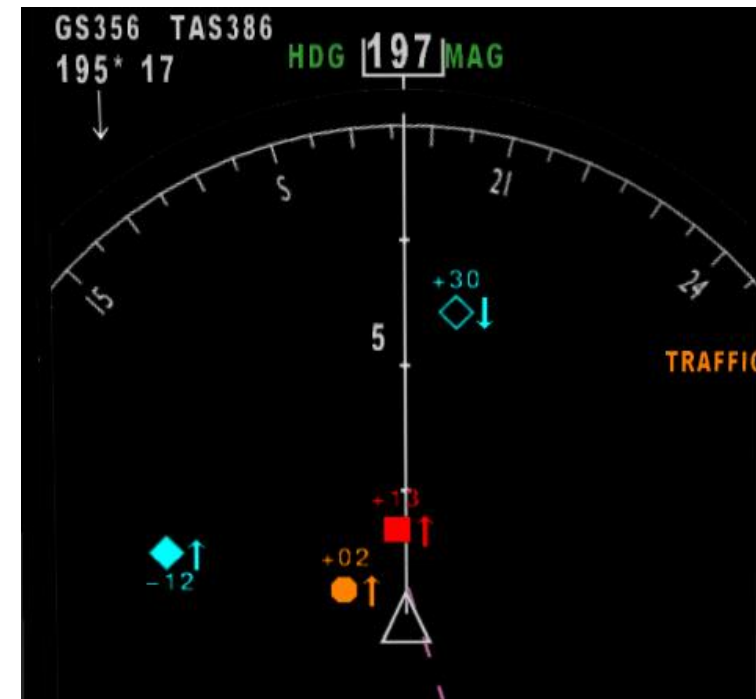 GS356 TAS386
195* 17
HDG 197 MAG
S
21
15
24
+30
5
TRAFFIC
+13
+02
-12